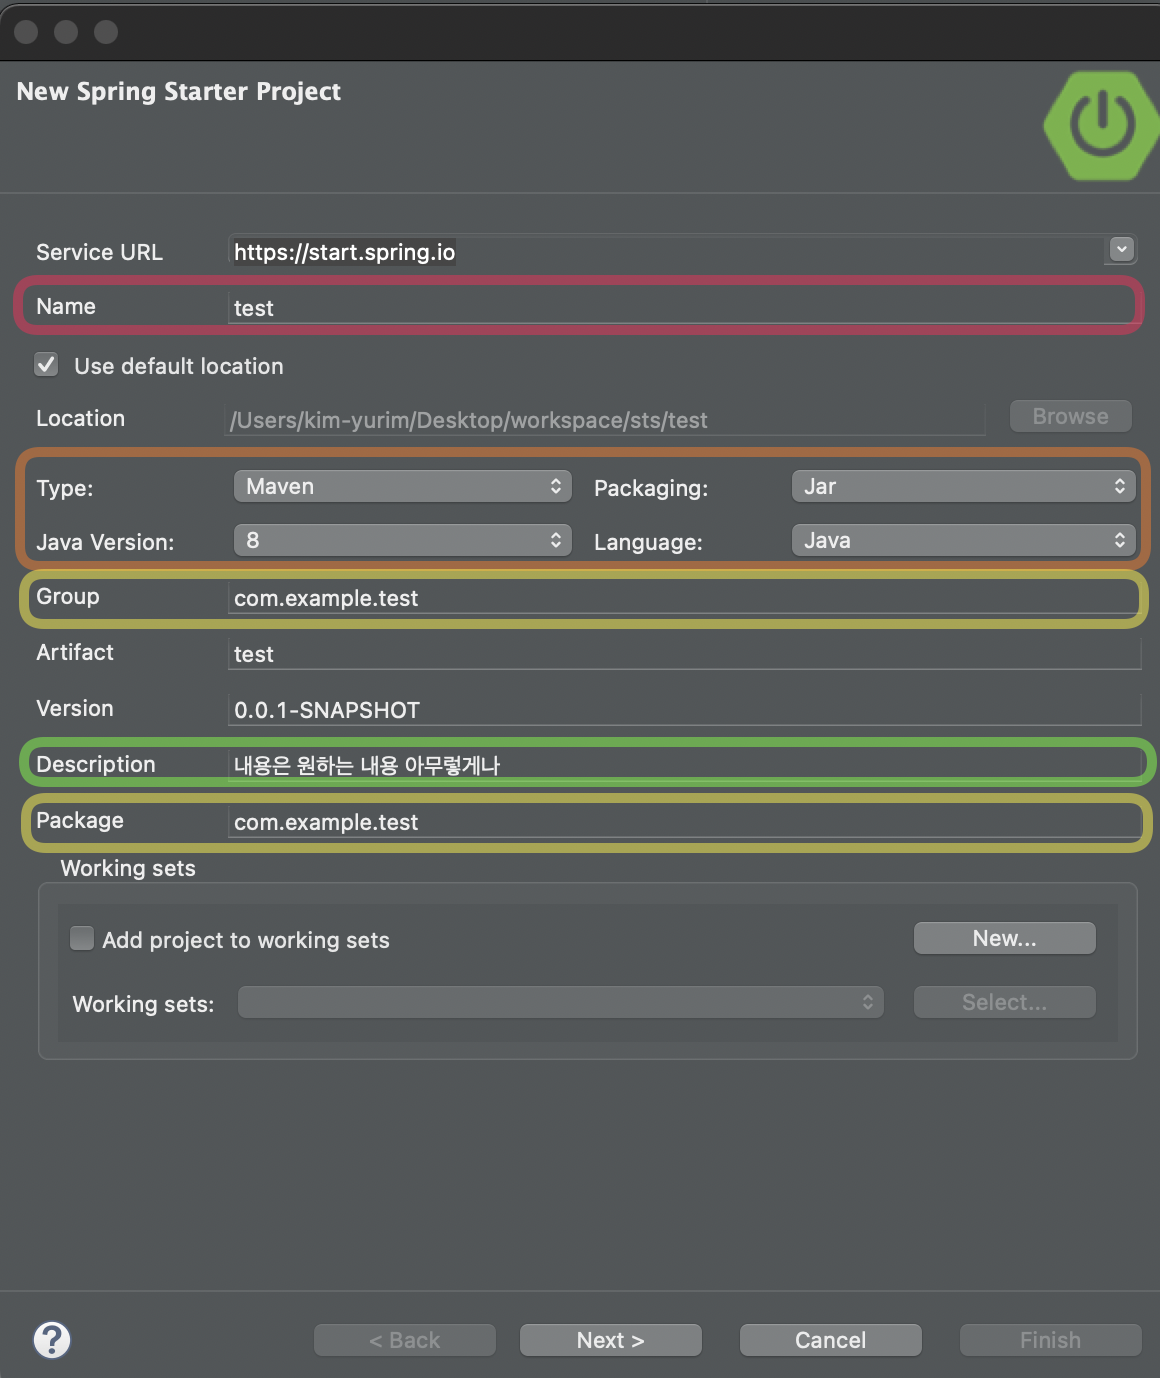 New Spring Starter Project
Service URL https://start.spring.io
Name test
Use default location
Location /Users/kim-yurim/Desktop/workspace/sts/test Browse
Type: Maven Packaging: Jar
Java Version: 8 Language: Java
Group com.example.test
Artifact test
Version 0.0.1-SNAPSHOT
Description 내용은 원하는 내용 아무렇게나
Package com.example.test
Working sets
Add project to working sets New...
Working sets: Select...
? < Back Next > Cancel Finish